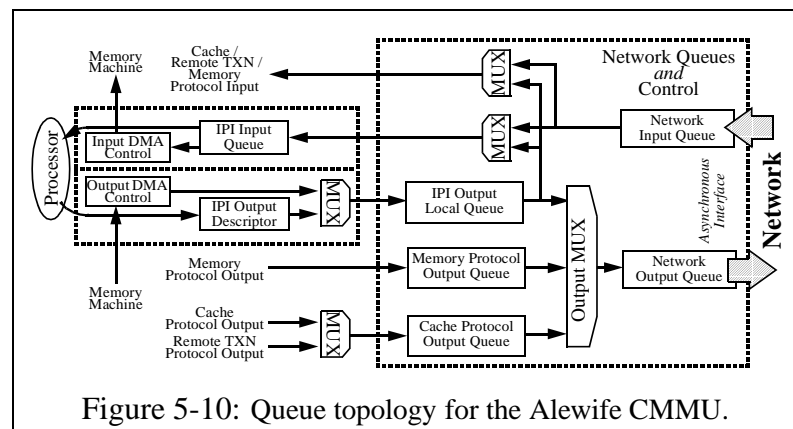 Memory
Machine
Cache /
Remote TXN /
Memory
Protocol Input
MUX
Network Queues
and
Control
Processor
Input DMA
Control
IPI Input
Queue
MUX
Network
Input Queue
Output DMA
Control
IPI Output
Descriptor
MUX
IPI Output
Local Queue
Asynchronous
Interface
Network
Memory
Protocol Output
Memory Protocol
Output Queue
Output MUX
Network
Output Queue
Memory
Machine
Cache
Protocol Output
Remote TXN
Protocol Output
MUX
Cache Protocol
Output Queue
Figure 5-10: Queue topology for the Alewife CMMU.